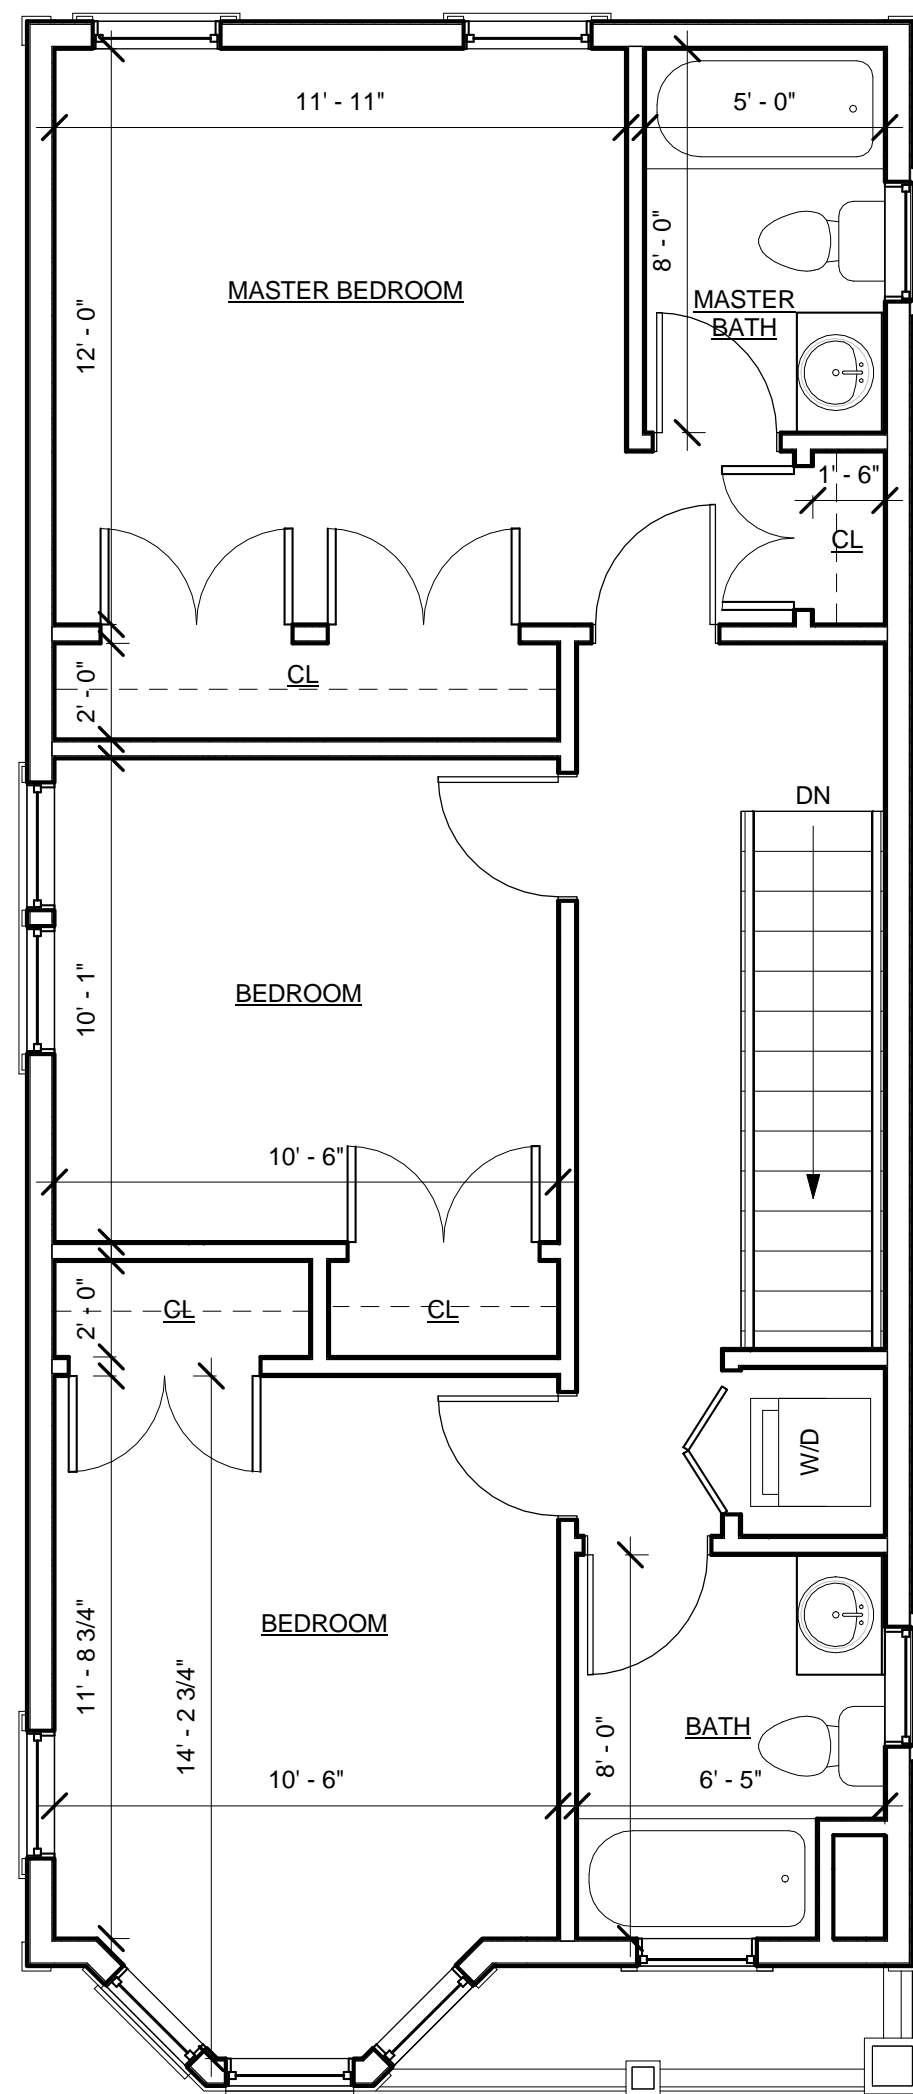 11' - 11"
5' - 0"
8' - 0"
12' - 0"
MASTER BEDROOM
MASTER
BATH
1' - 6"
CL
CL
2' - 0"
DN
10' - 1"
BEDROOM
10' - 6"
2' - 0"
CL
CL
W/D
BEDROOM
11' - 8 3/4"
14' - 2 3/4"
8' - 0"
BATH
10' - 6"
6' - 5"